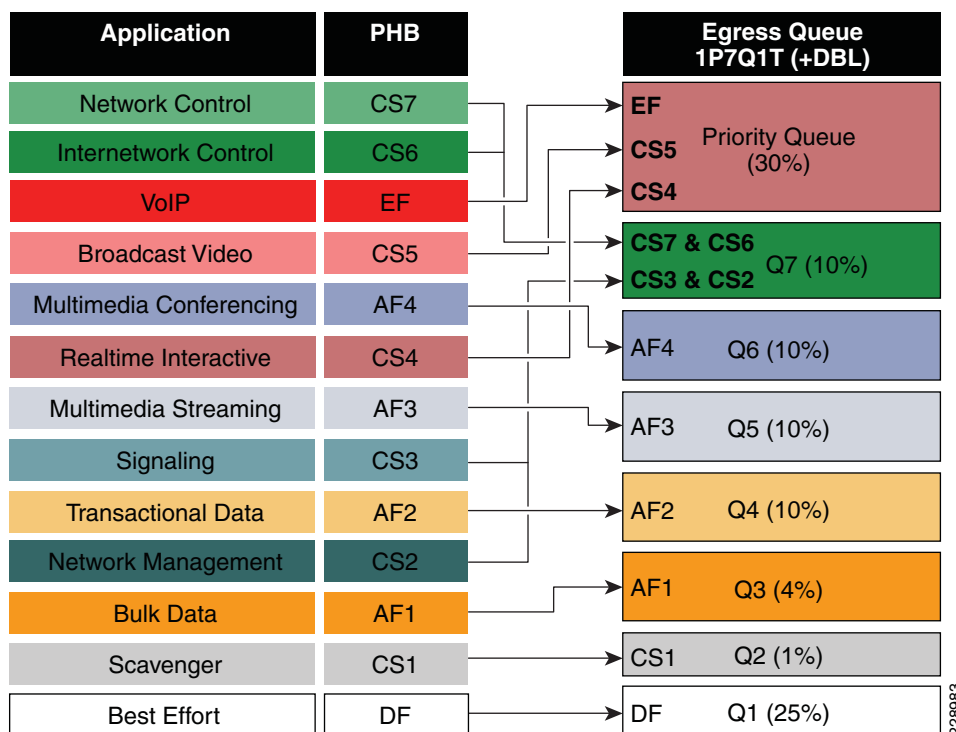 Application
PHB
Egress Queue
1P7Q1T (+DBL)
Network Control
CS7
Internetwork Control
CS6
VoIP
EF
Broadcast Video
CS5
Multimedia Conferencing
AF4
Realtime Interactive
CS4
Multimedia Streaming
AF3
Signaling
CS3
Transactional Data
AF2
Network Management
CS2
Bulk Data
AF1
Scavenger
CS1
Best Effort
DF
EF
CS5
CS4
Priority Queue
(30%)
CS7 & CS6
CS3 & CS2
Q7 (10%)
AF4
Q6 (10%)
AF3
Q5 (10%)
AF2
Q4 (10%)
AF1
Q3 (4%)
CS1
Q2 (1%)
DF
Q1 (25%)
228983